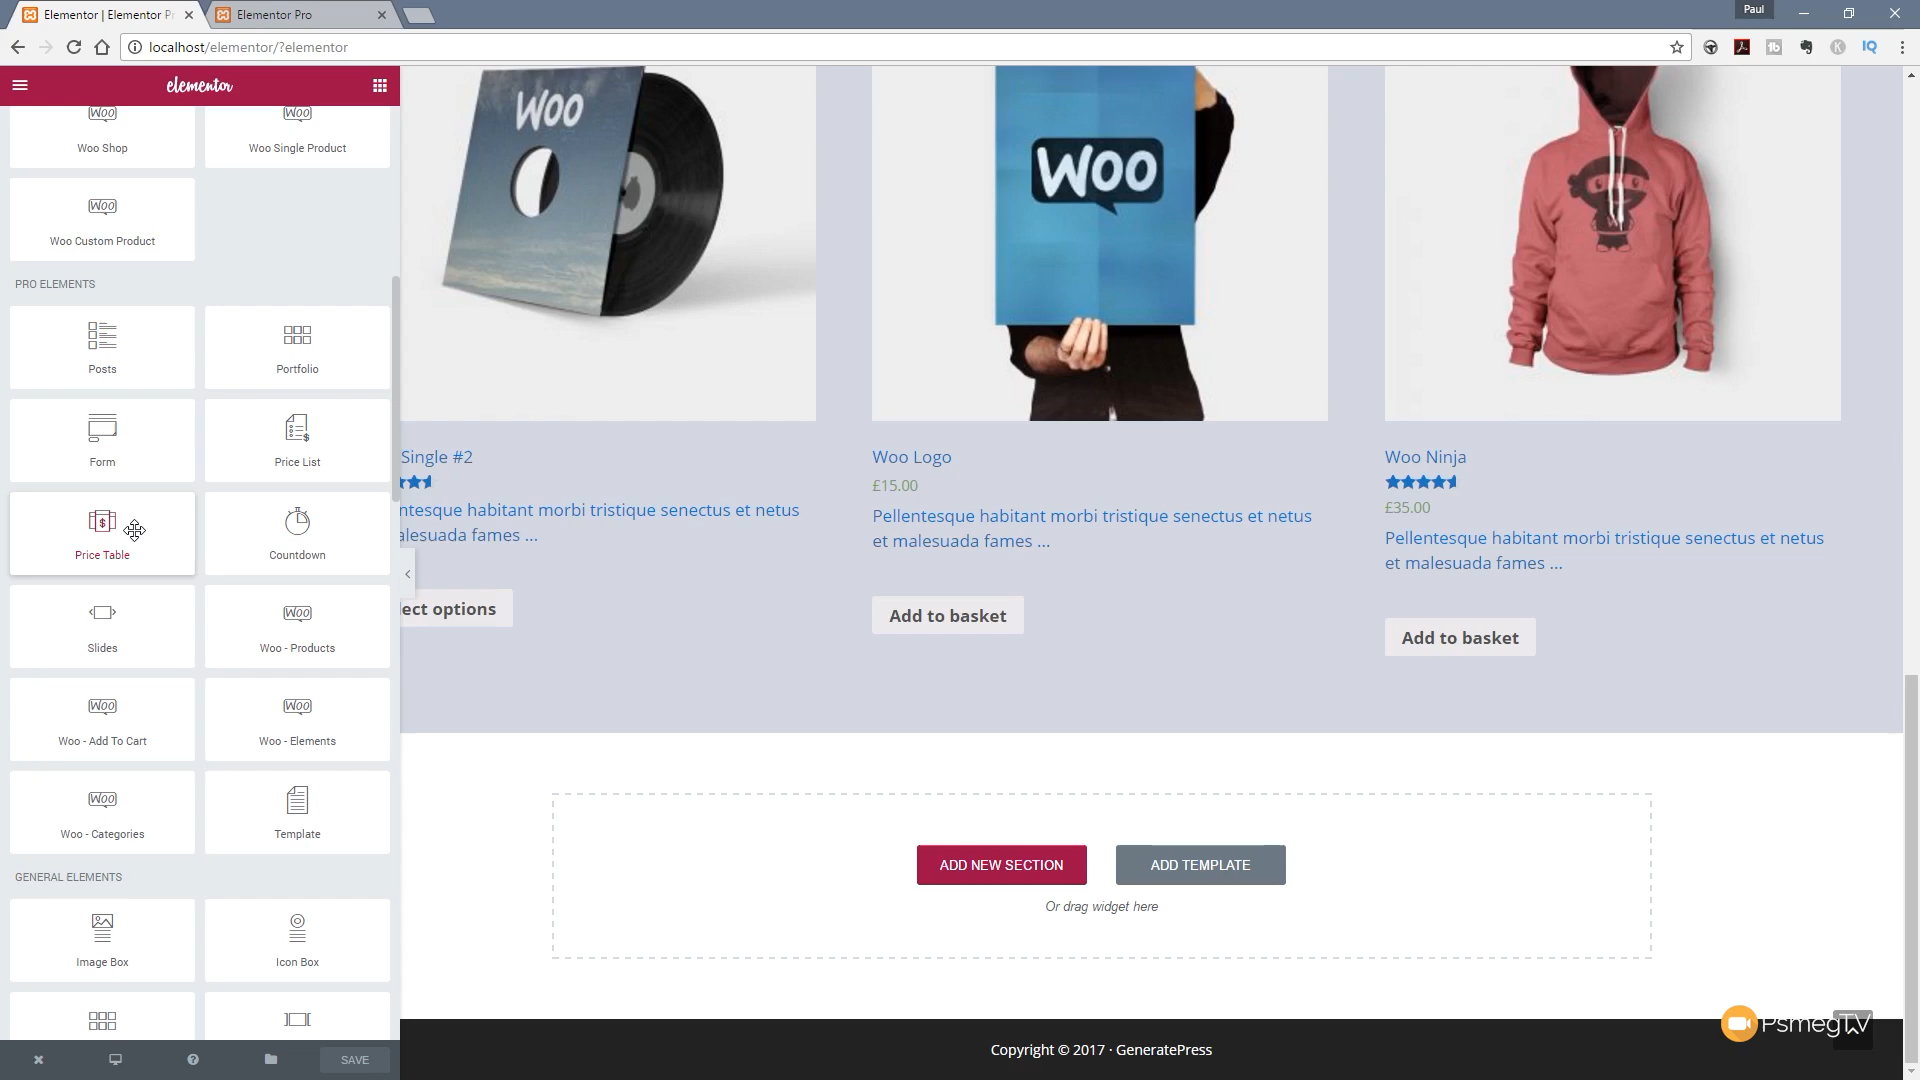 Elementor | Elementor Pr
Elementor Pro
Paul
localhost/elementor/?elementor
elementor
Woo Shop
Woo Single Product
Woo Custom Product
PRO ELEMENTS
Posts
Portfolio
Form
Price List
Price Table
Countdown
Slides
Woo - Products
Woo - Add To Cart
Woo - Elements
Woo - Categories
Template
GENERAL ELEMENTS
Image Box
Icon Box
SAVE
WOO
WOO
Single #2
ntesque habitant morbi tristique senectus et netus
alesuada fames ...
lect options
Woo Logo
£15.00
Pellentesque habitant morbi tristique senectus et netus
et malesuada fames ...
Add to basket
Woo Ninja
£35.00
Pellentesque habitant morbi tristique senectus et netus
et malesuada fames ...
Add to basket
ADD NEW SECTION
ADD TEMPLATE
Or drag widget here
Copyright © 2017 · GeneratePress
PsmegTV